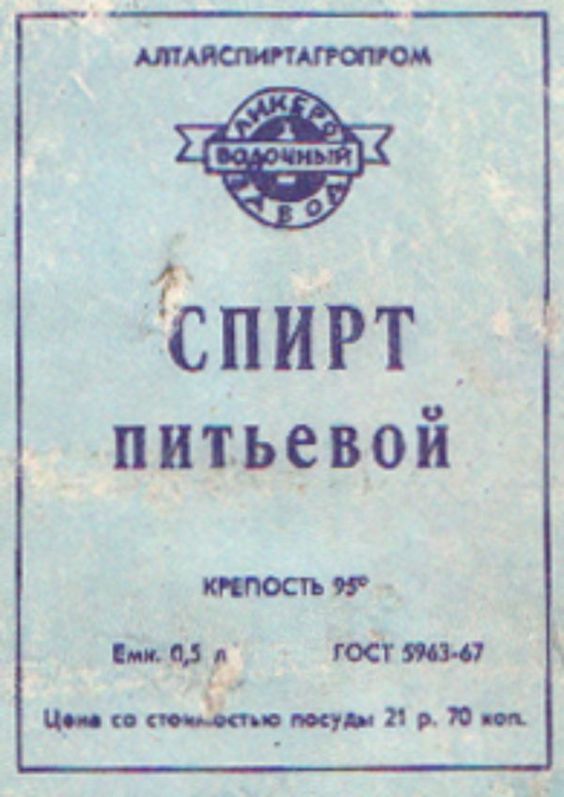 АЛТАЙСПИРТАГРОПРОМ
ЛИКЕРО
ВОДОЧНЫЙ
ЗАВОД
СПИРТ
ПИТЬЕВОЙ
КРЕПОСТЬ 95°
Емк. 0,5 л ГОСТ 5963-67
Цена со стоимостью посуды 21 р. 70 коп.